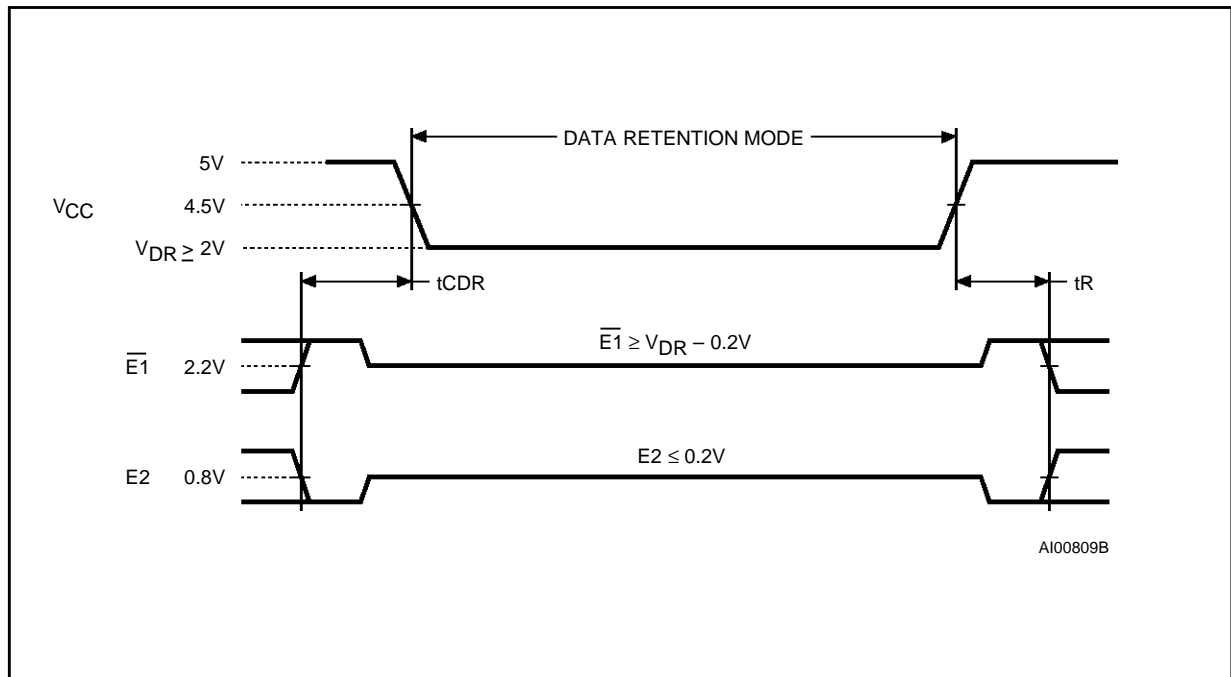 DATA RETENTION MODE
5V
VCC 4.5V
VDR ≥ 2V
tCDR
tR
E1 ≥ VDR – 0.2V
E1 2.2V
E2 ≤ 0.2V
E2 0.8V
AI00809B